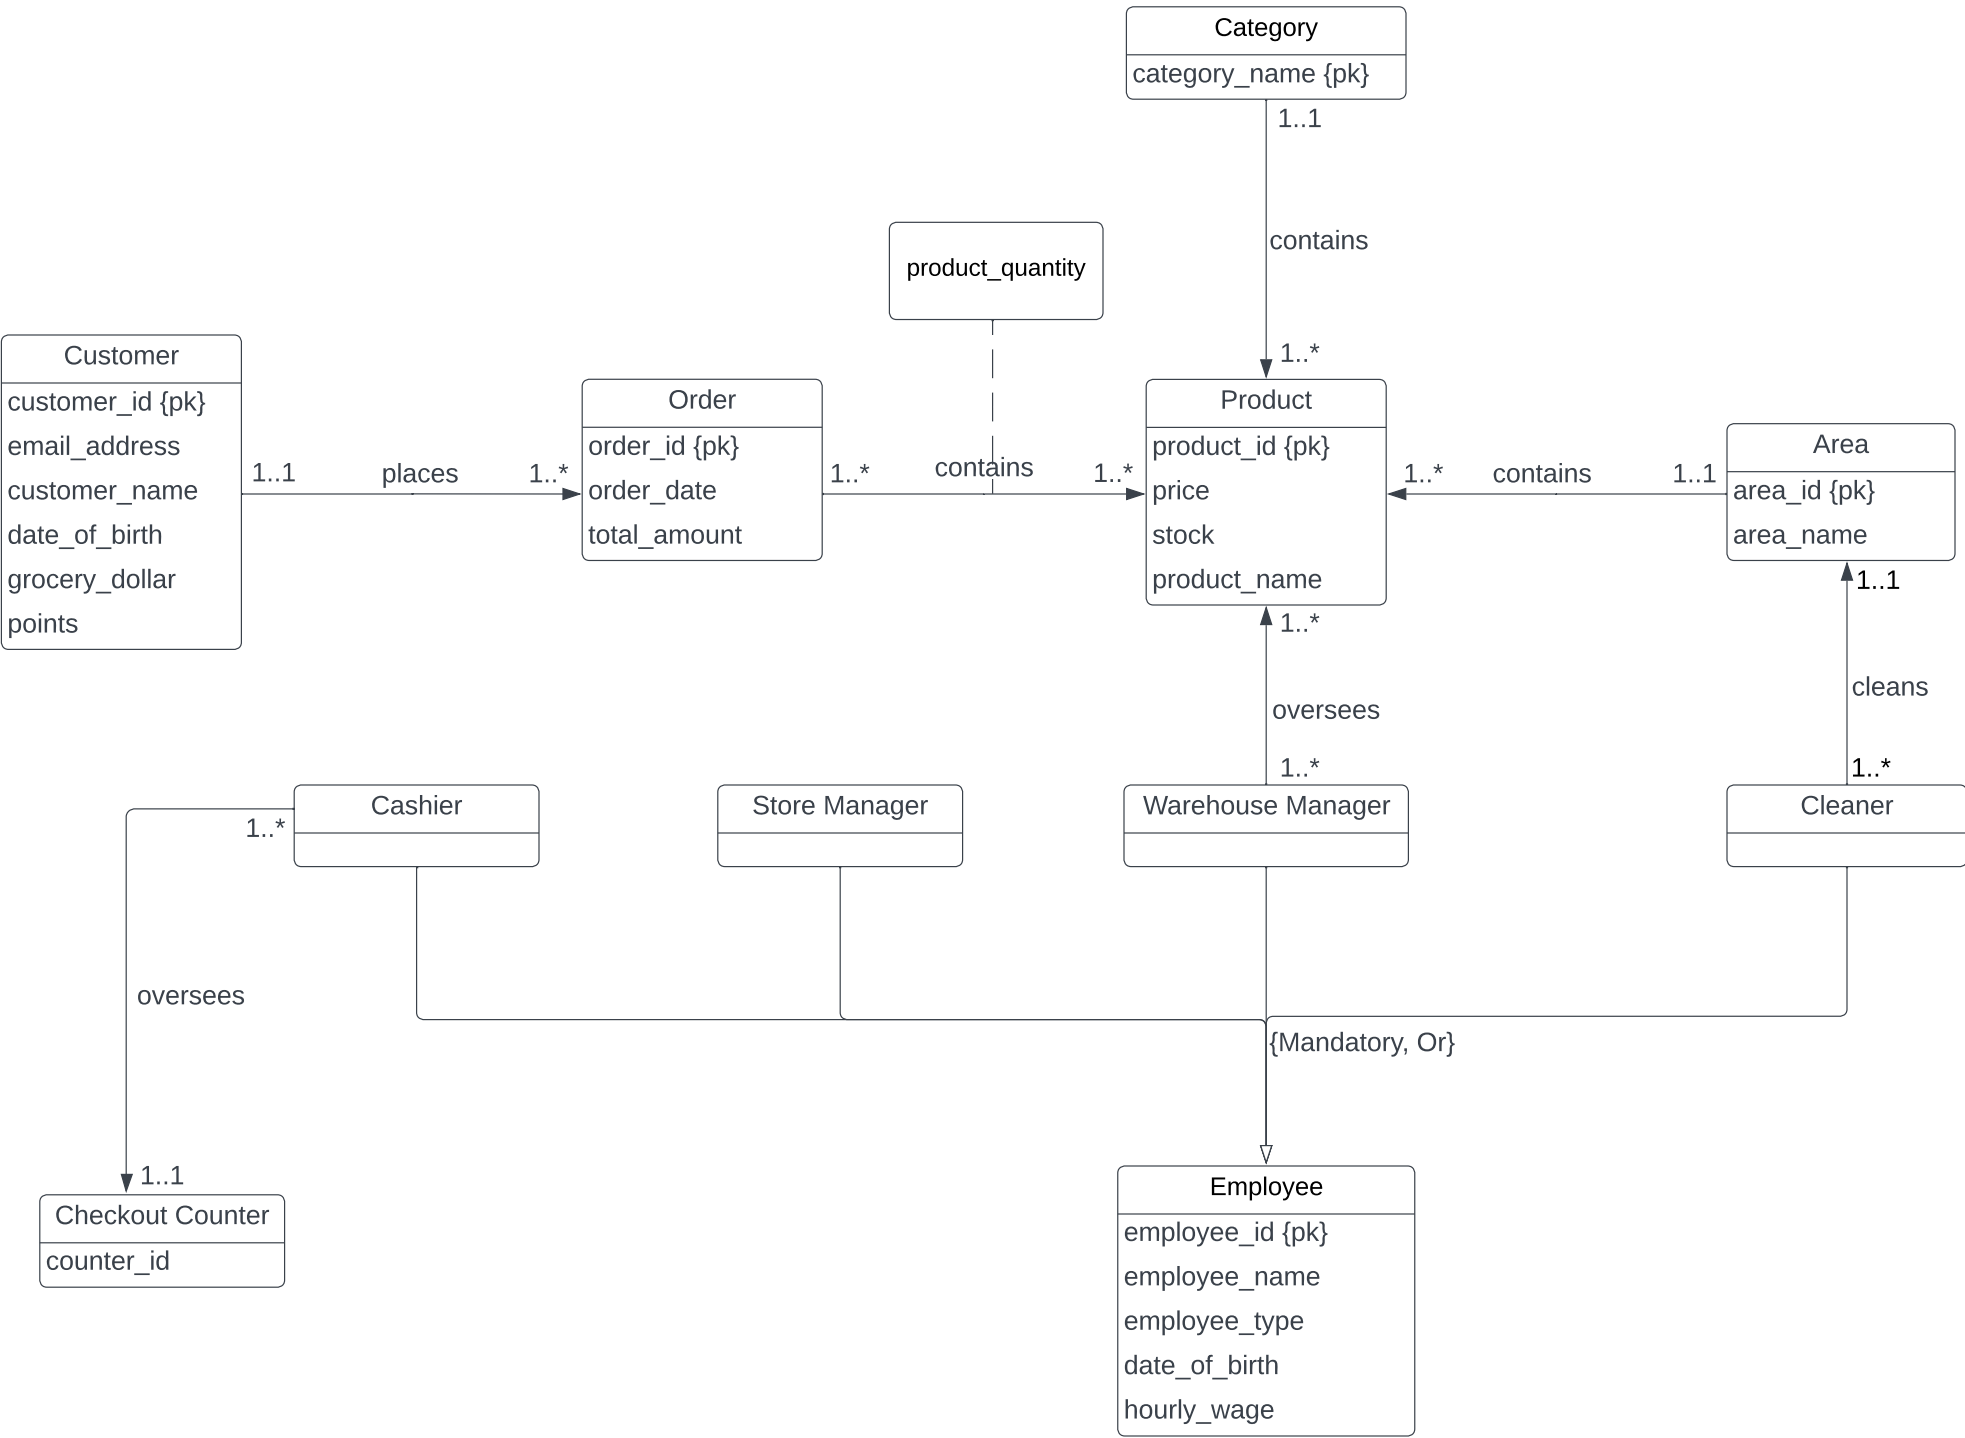 Category
category_name {pk}
1..1
contains
1..*
product_quantity
Customer
customer_id {pk}
email_address
customer_name
date_of_birth
grocery_dollar
points
1..1
places
1..*
Order
order_id {pk}
order_date
total_amount
1..*
contains
1..*
Product
product_id {pk}
price
stock
product_name
1..*
contains
1..1
Area
area_id {pk}
area_name
1..*
oversees
1..*
1..1
cleans
1..*
Cashier
1..*
Store Manager
Warehouse Manager
Cleaner
oversees
{Mandatory, Or}
1..1
Checkout Counter
counter_id
Employee
employee_id {pk}
employee_name
employee_type
date_of_birth
hourly_wage